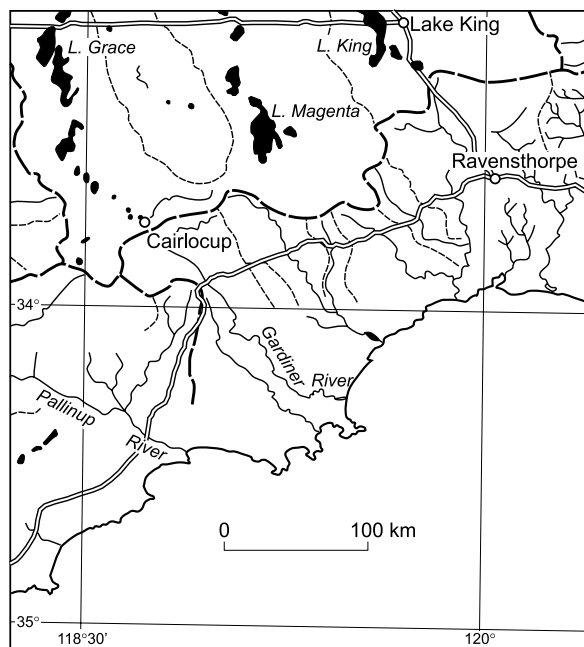 Lake King
L. Grace
L. King
L. Magenta
Ravensthorpe
Cairlocup
34°
Gardiner
River
Pallinup
River
0 100 km
35°
118°30'
120°